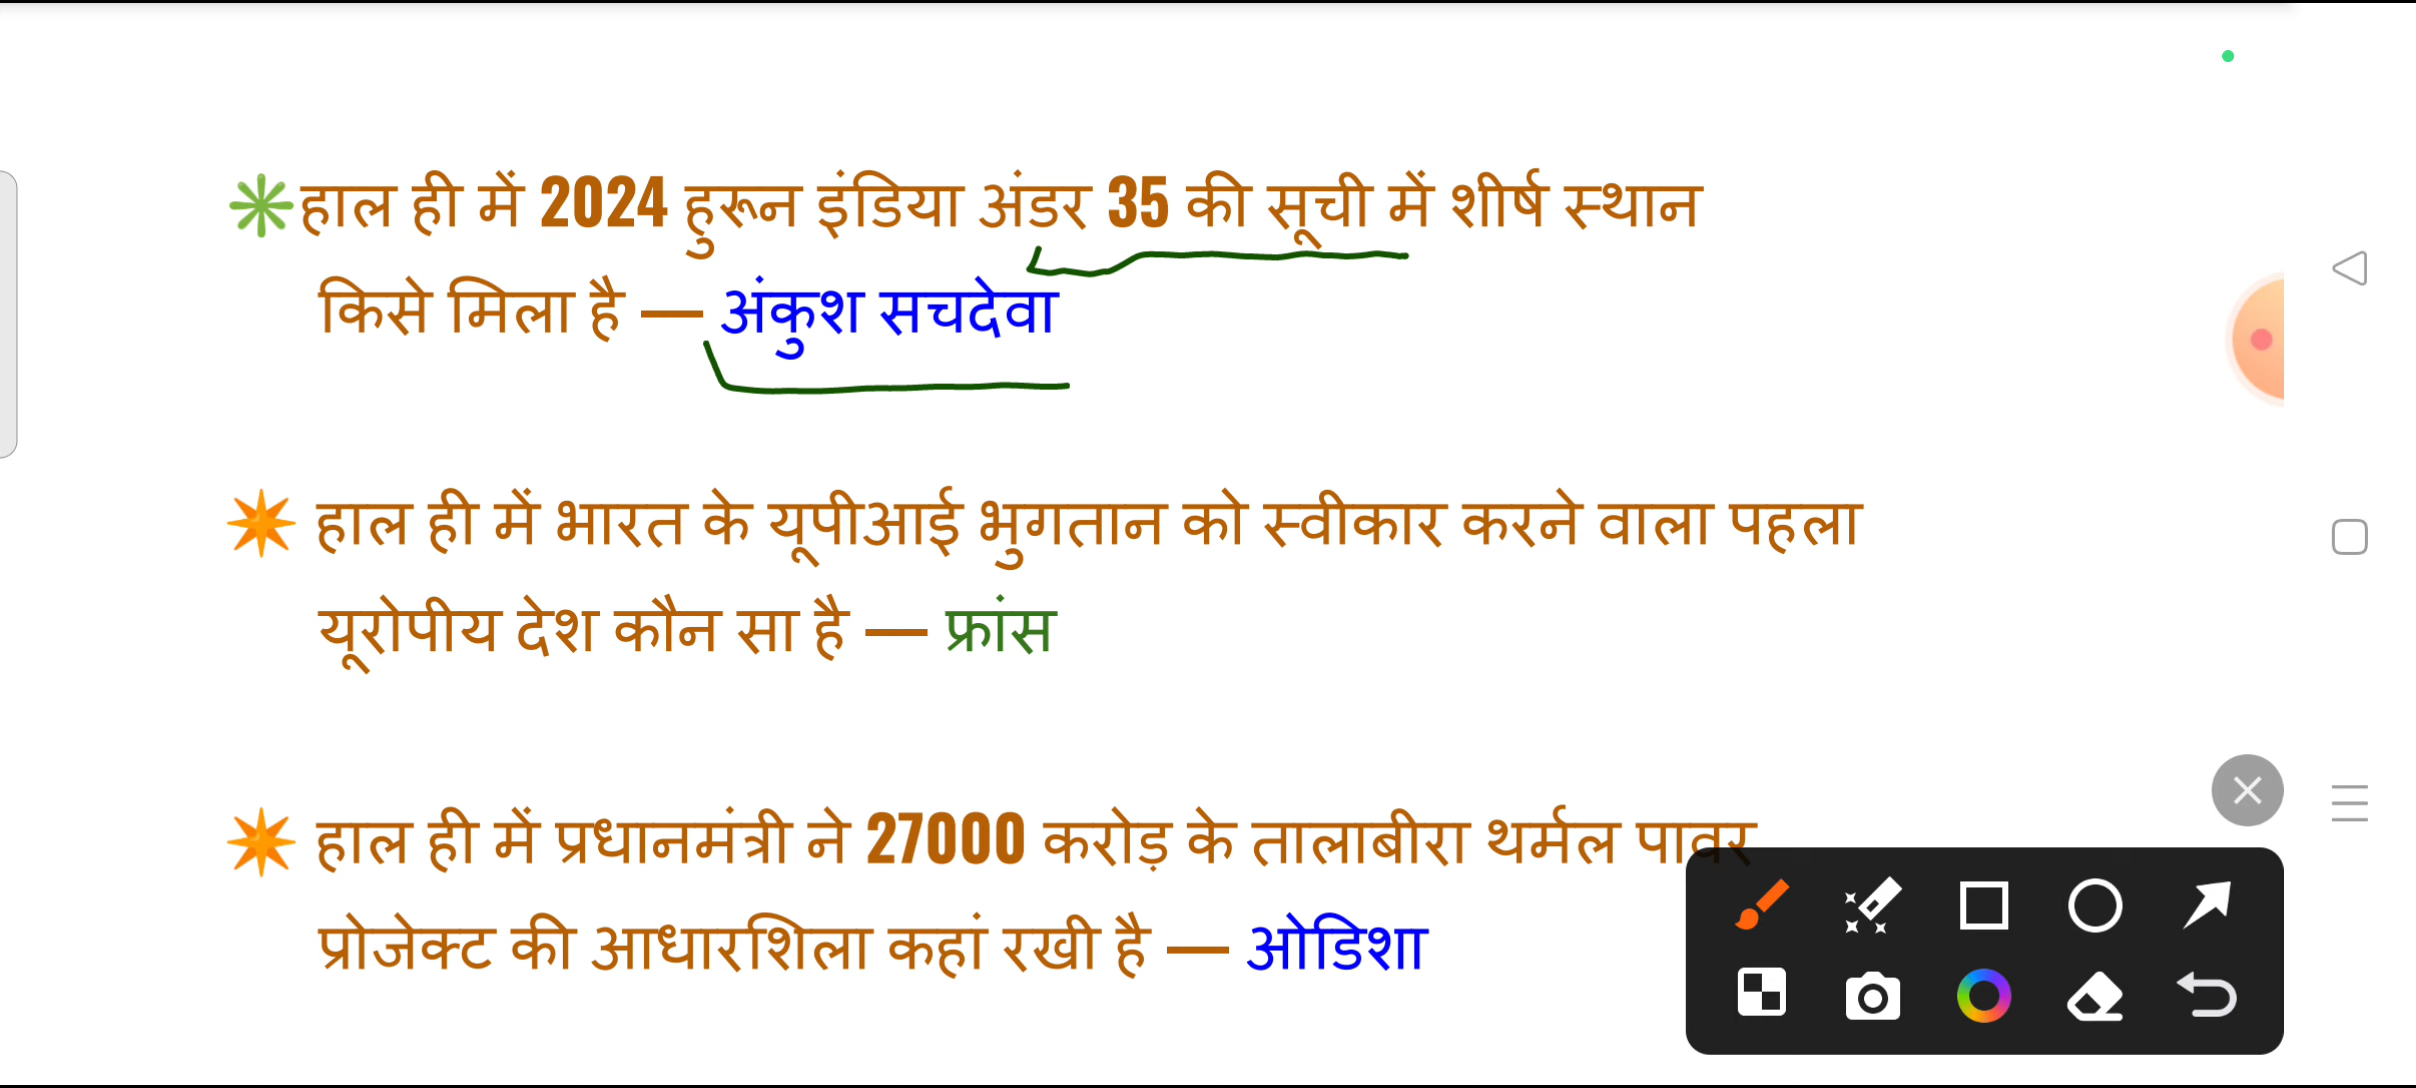 हाल ही में 2024 हुरून इंडिया अंडर 35 की सूची में शीर्ष स्थान
किसे मिला है — अंकुश सचदेवा
हाल ही में भारत के यूपीआई भुगतान को स्वीकार करने वाला पहला
यूरोपीय देश कौन सा है — फ्रांस
हाल ही में प्रधानमंत्री ने 27000 करोड़ के तालाबीरा थर्मल पावर
प्रोजेक्ट की आधारशिला कहां रखी है — ओडिशा